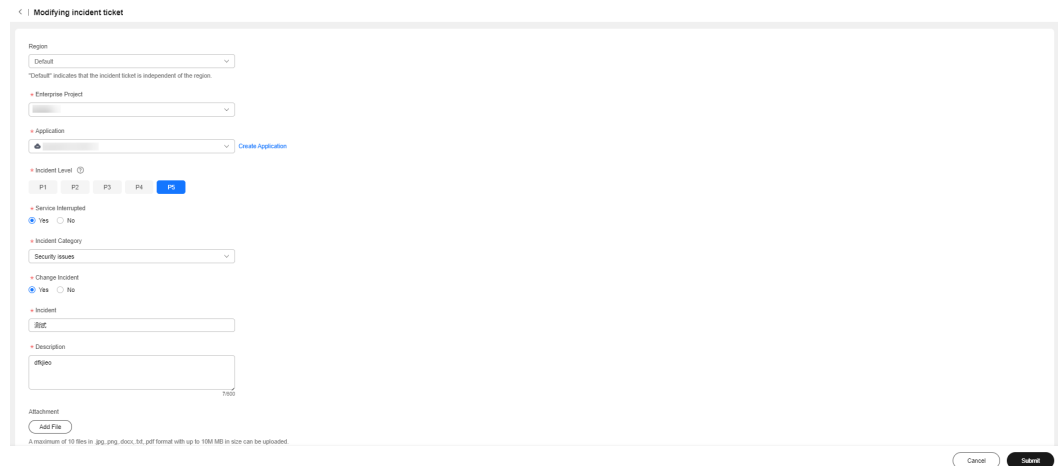 Modifying incident ticket
Region
Default
"Default" indicates that the incident ticket is independent of the region.
* Enterprise Project
* Application
Create Application
* Incident Level ?
P1 P2 P3 P4 P5
* Service Interrupted
Yes No
* Incident Category
Security issues
* Change Incident
Yes No
* Incident
* Description
dfkjieo
7/600
Attachment
Add File
A maximum of 10 files in .jpg,.png,.docx,.txt,.pdf format with up to 10M MB in size can be uploaded.
Cancel Submit